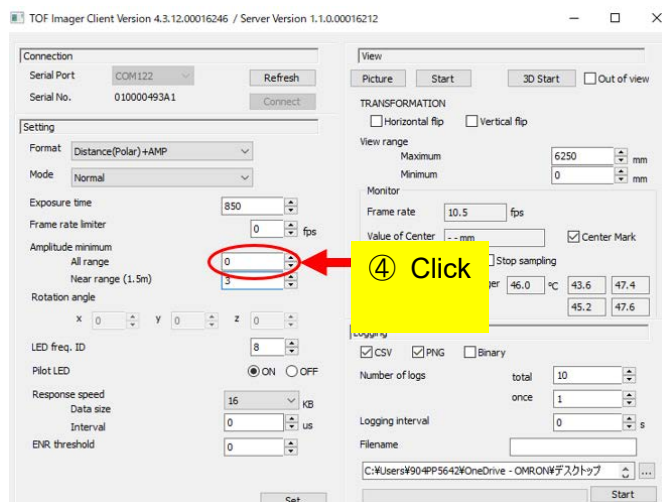 TOF Imager Client Version 4.3.12.00016246 / Server Version 1.1.0.00016212
Connection
Serial Port COM122 Refresh
Serial No. 010000493A1 Connect
Setting
Format Distance(Polar)+AMP
Mode Normal
Exposure time 850
Frame rate limiter 0 fps
Amplitude minimum
All range 0
Near range (1.5m) 3
Rotation angle
X 0 Y 0 Z 0
LED freq. ID 8
Pilot LED ON OFF
Response speed
Data size 16 KB
Interval 0 us
ENR threshold 0
Set
View
Picture Start 3D Start Out of view
TRANSFORMATION
Horizontal flip Vertical flip
View range
Maximum 6250 mm
Minimum 0 mm
Monitor
Frame rate 10.5 fps
Value of Center - - mm Center Mark
④ Click
Stop sampling
46.0 ℃ 43.6 47.4
45.2 47.6
Logging
CSV PNG Binary
Number of logs total 10
once 1
Logging interval 0 s
Filename
C:¥Users¥904PP5642¥OneDrive - OMRON¥デスクトップ ...
Start